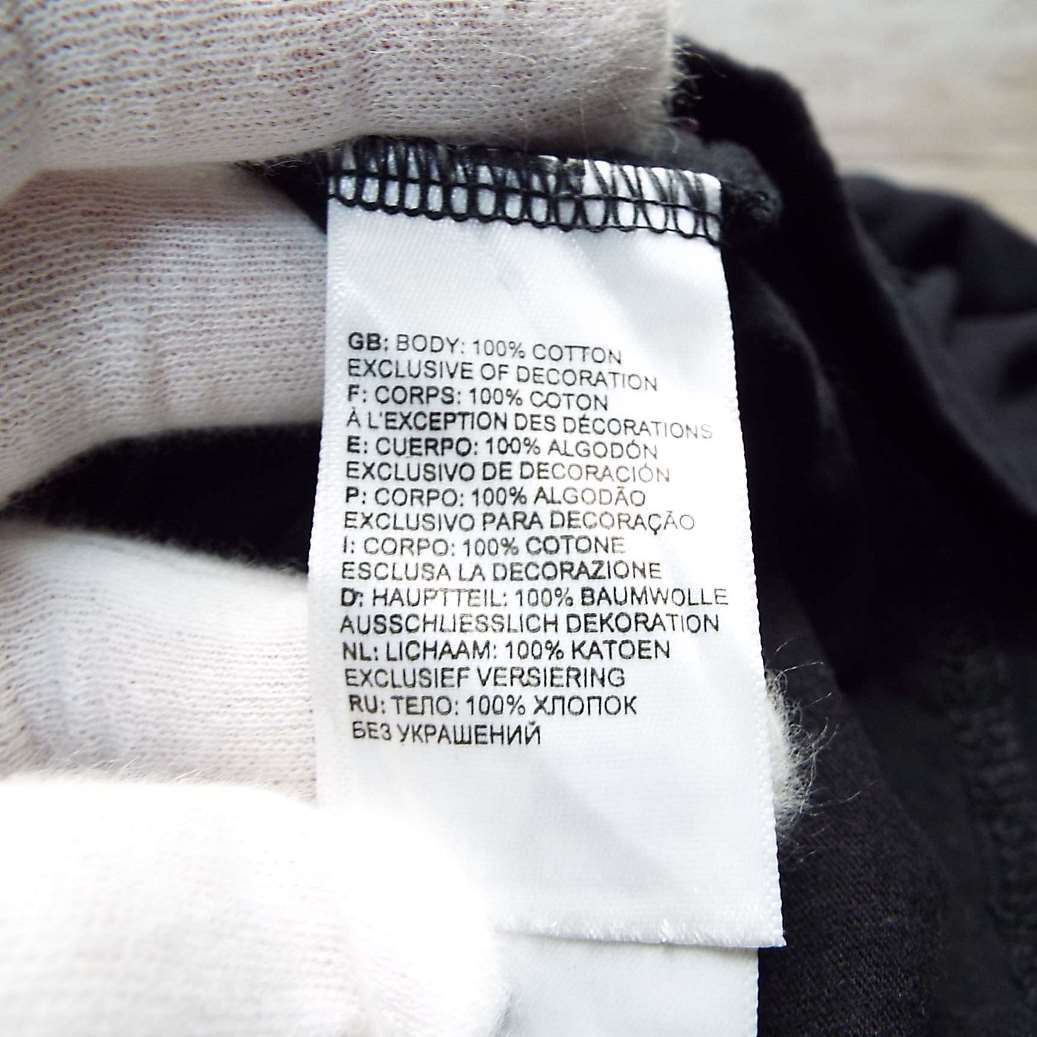 GB: BODY: 100% COTTON
EXCLUSIVE OF DECORATION
F: CORPS: 100% COTON
À L'EXCEPTION DES DÉCORATIONS
E: CUERPO: 100% ALGODÓN
EXCLUSIVO DE DECORACIÓN
P: CORPO: 100% ALGODÃO
EXCLUSIVO PARA DECORAÇÃO
I: CORPO: 100% COTONE
ESCLUSA LA DECORAZIONE
D: HAUPTTEIL: 100% BAUMWOLLE
AUSSCHLIESSLICH DEKORATION
NL: LICHAAM: 100% KATOEN
EXCLUSIEF VERSIERING
RU: ТЕЛО: 100% ХЛОПОК
БЕЗ УКРАШЕНИЙ